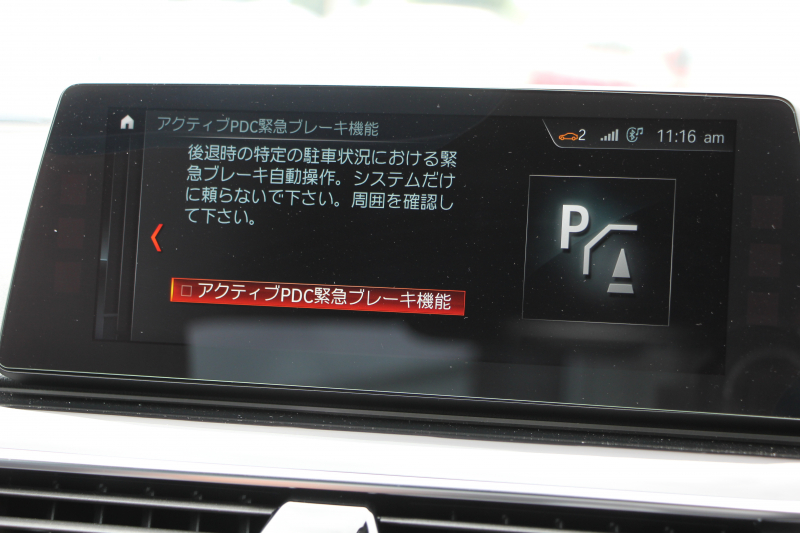 アクティブPDC緊急ブレーキ機能
2 11:16 am
後退時の特定の駐車状況における緊
急ブレーキ自動操作。システムだけ
に頼らないで下さい。周囲を確認し
て下さい。
アクティブPDC緊急ブレーキ機能
P